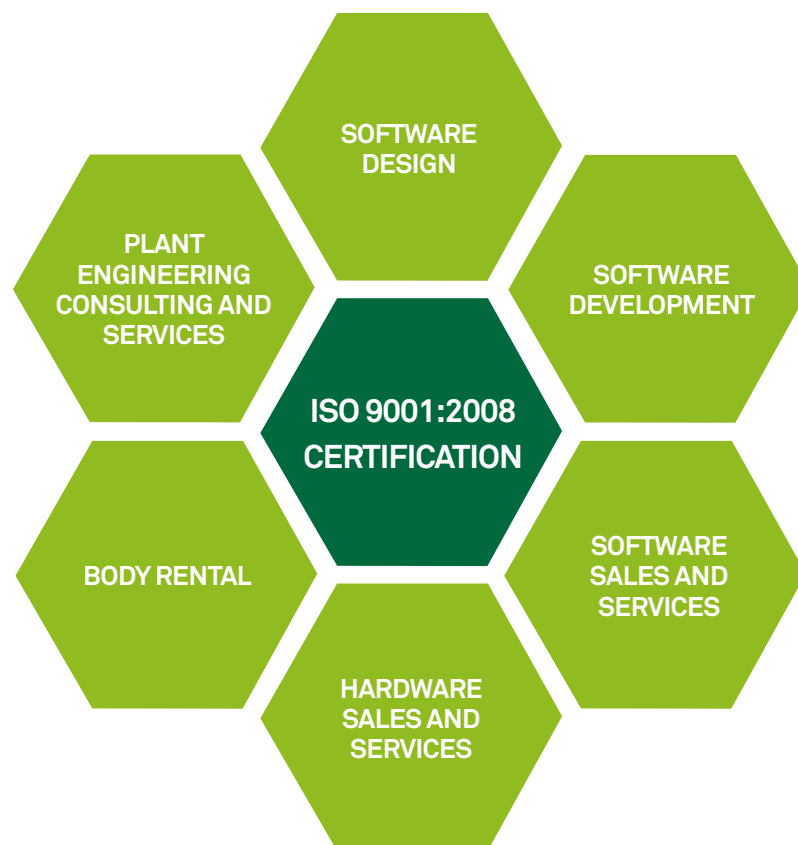 SOFTWARE
DESIGN
PLANT
ENGINEERING
CONSULTING AND
SERVICES
SOFTWARE
DEVELOPMENT
ISO 9001:2008
CERTIFICATION
BODY RENTAL
SOFTWARE
SALES AND
SERVICES
HARDWARE
SALES AND
SERVICES